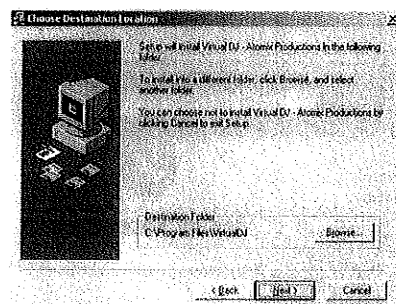 Choose Destination Location
Setup will install Virtual DJ - Atomix Productions in the following
folder.
To install into a different folder, click Browse, and select
another folder.
You can choose not to install Virtual DJ - Atomix Productions by
clicking Cancel to exit Setup.
Destination Folder
C:\Program Files\VirtualDJ
Browse...
< Back
Next >
Cancel